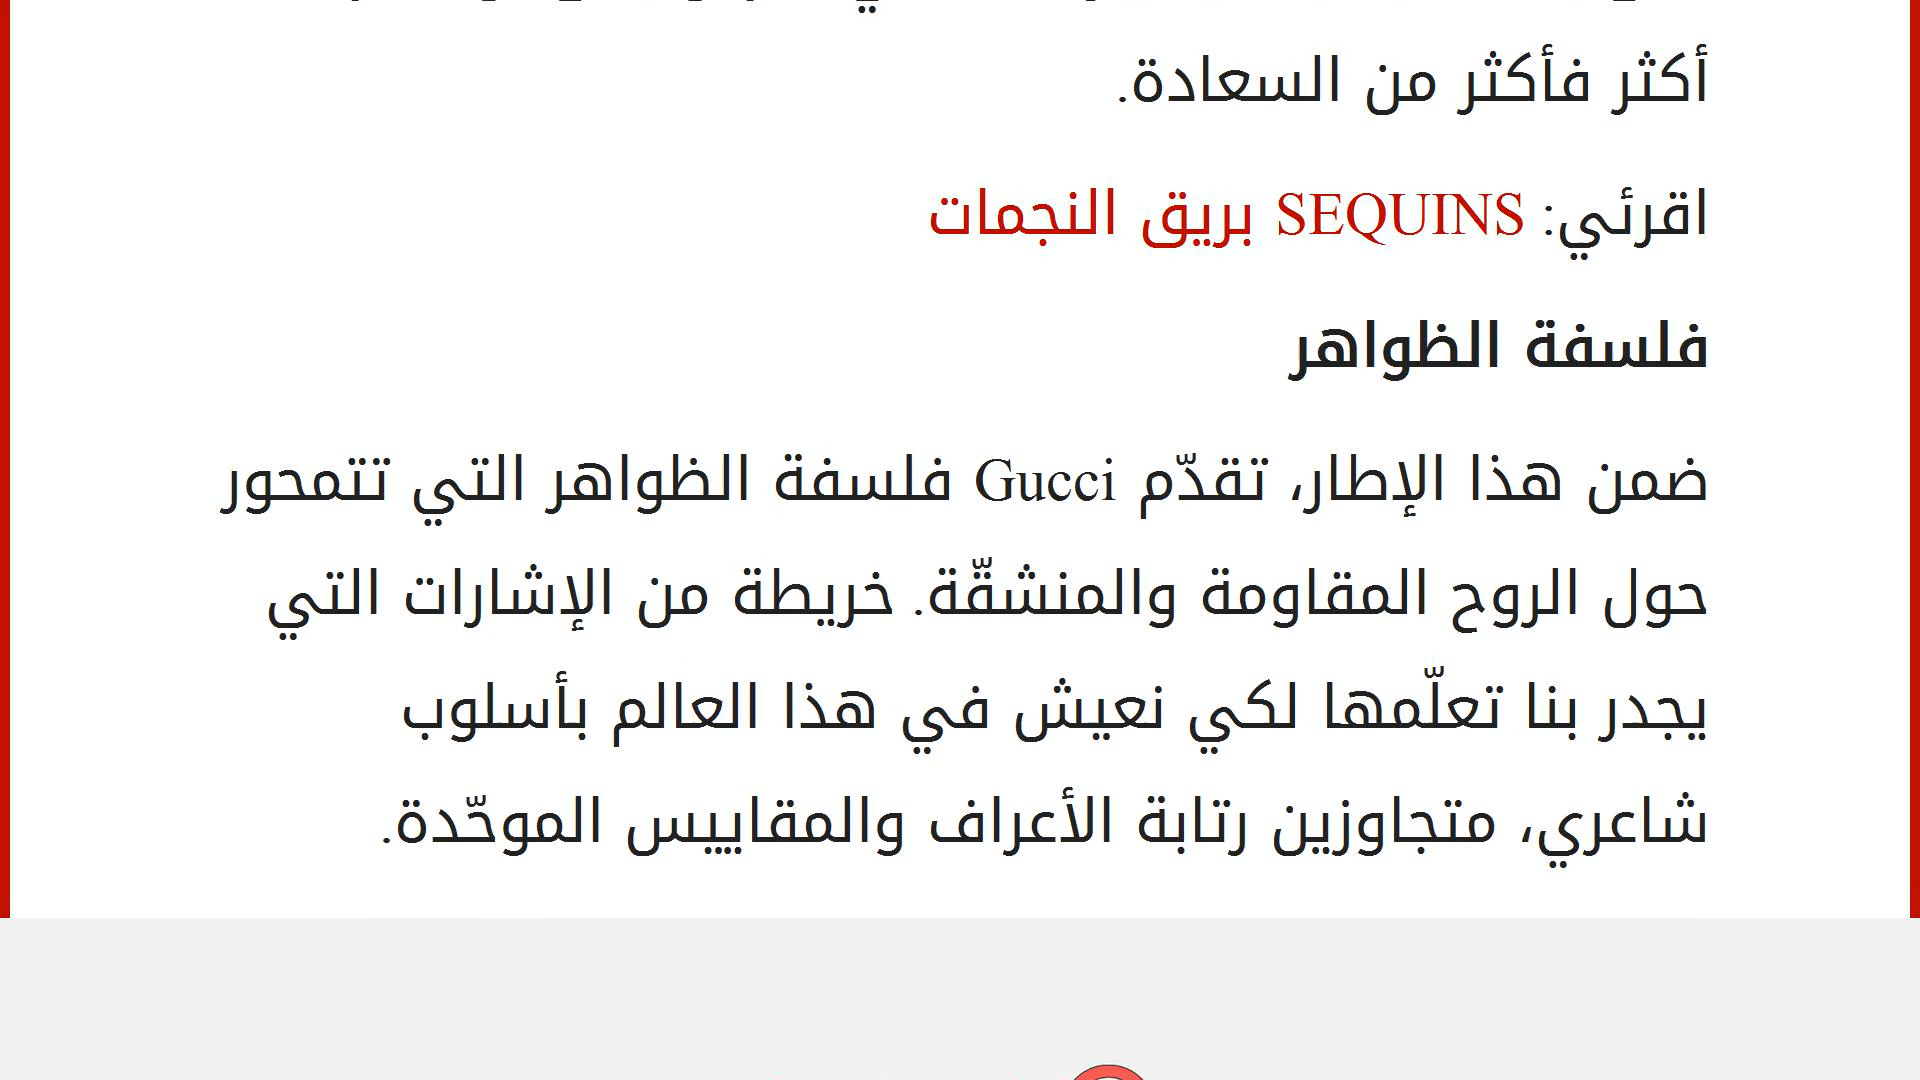 أكثر فأكثر من السعادة.
اقرئي: SEQUINS بريق النجمات
فلسفة الظواهر
ضمن هذا الإطار، تقدّم Gucci فلسفة الظواهر التي تتمحور
حول الروح المقاومة والمنشقّة. خريطة من الإشارات التي
يجدر بنا تعلّمها لكي نعيش في هذا العالم بأسلوب
شاعري، متجاوزين رتابة الأعراف والمقاييس الموحّدة.